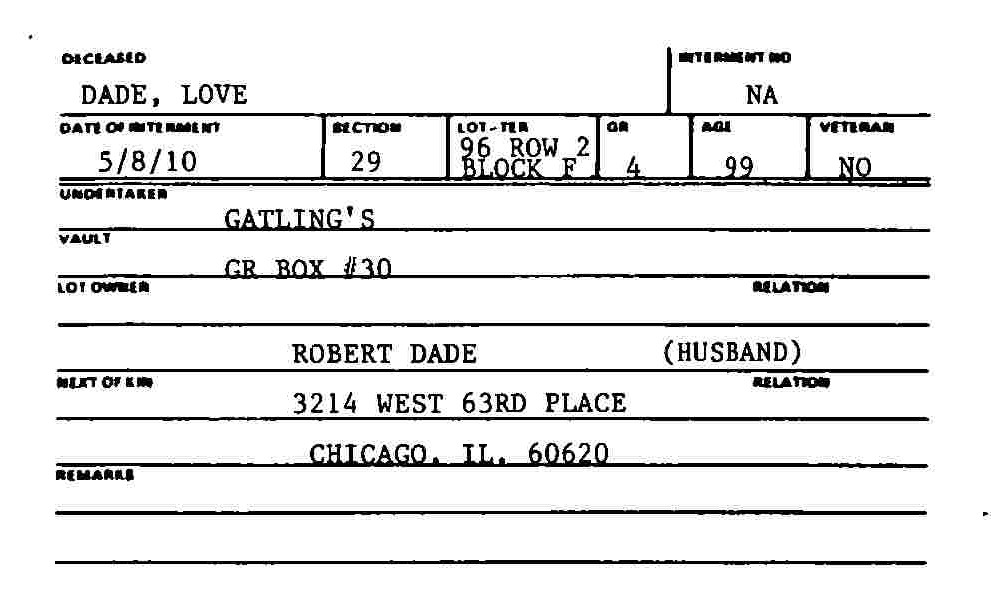 DECEASED INTERMENT NO
DADE, LOVE NA
DATE OF INTERMENT SECTION LOT-TER GR AGE VETERAN
5/8/10 29 96 ROW 2 BLOCK F 4 99 NO
UNDERTAKER
GATLING'S
VAULT
GR BOX #30
LOT OWNER RELATION
ROBERT DADE (HUSBAND)
NEXT OF KIN RELATION
3214 WEST 63RD PLACE
CHICAGO, IL. 60620
REMARKS